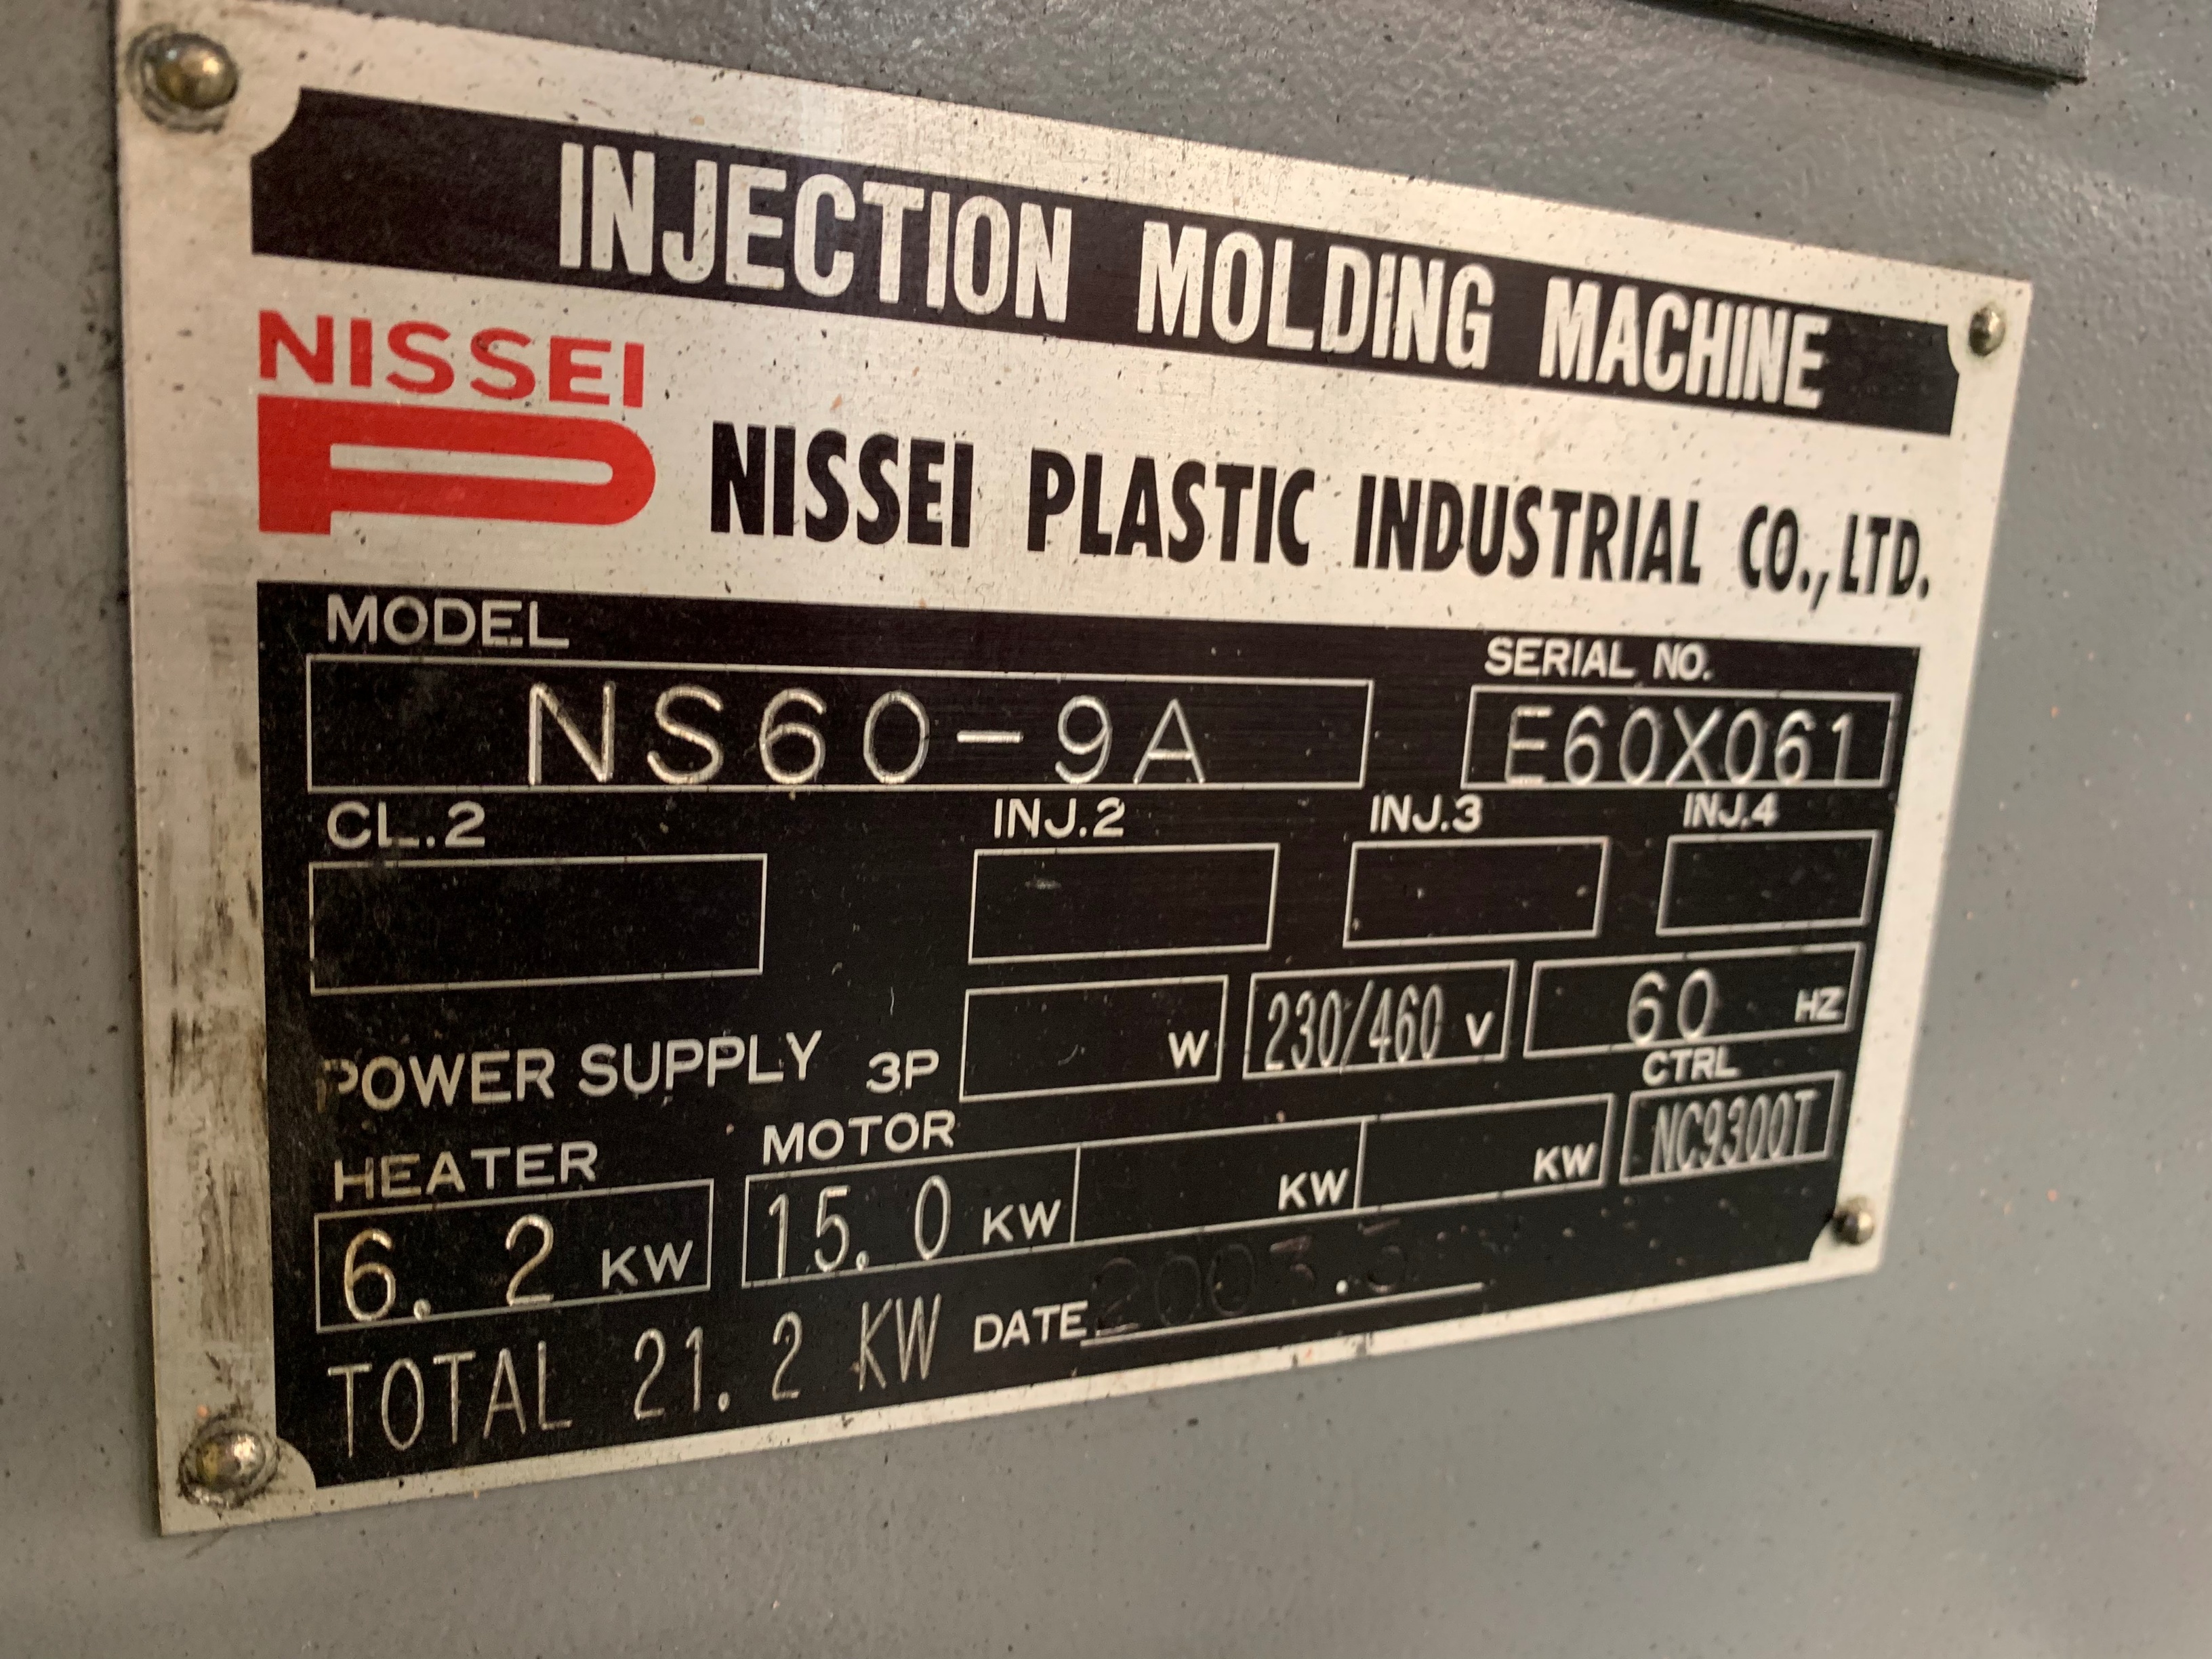 INJECTION MOLDING MACHINE
NISSEI
NISSEI PLASTIC INDUSTRIAL CO., LTD.
MODEL
SERIAL NO.
NS60-9A
E60X061
CL.2
INJ.2
INJ.3
INJ.4
POWER SUPPLY 3P W 230/460 V 60 HZ
HEATER
MOTOR
CTRL
6.2 KW
15.0 KW KW KW
NC9300T
TOTAL 21.2 KW
DATE 2003.3